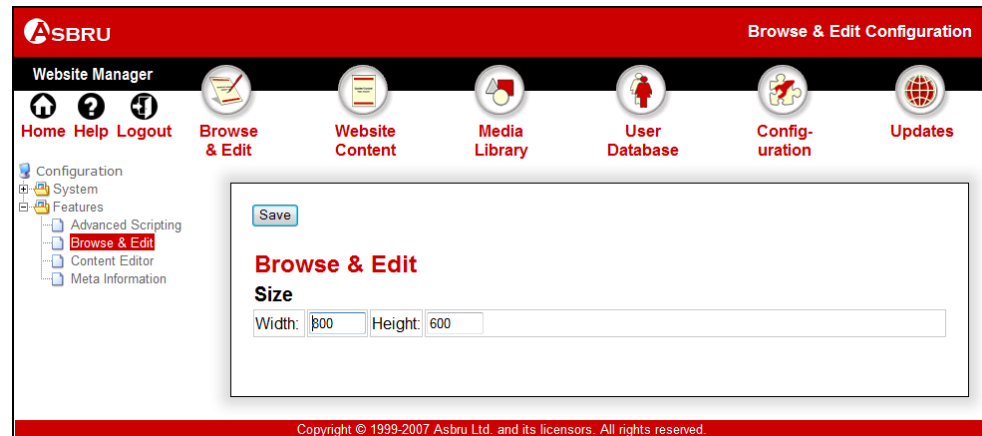 ASBRU
Browse & Edit Configuration
Website Manager
Home Help Logout
Browse
& Edit
Website
Content
Media
Library
User
Database
Config-
uration
Updates
Configuration
System
Features
Advanced Scripting
Browse & Edit
Content Editor
Meta Information
Save
Browse & Edit
Size
Width: 800 Height: 600
Copyright © 1999-2007 Asbru Ltd. and its licensors. All rights reserved.